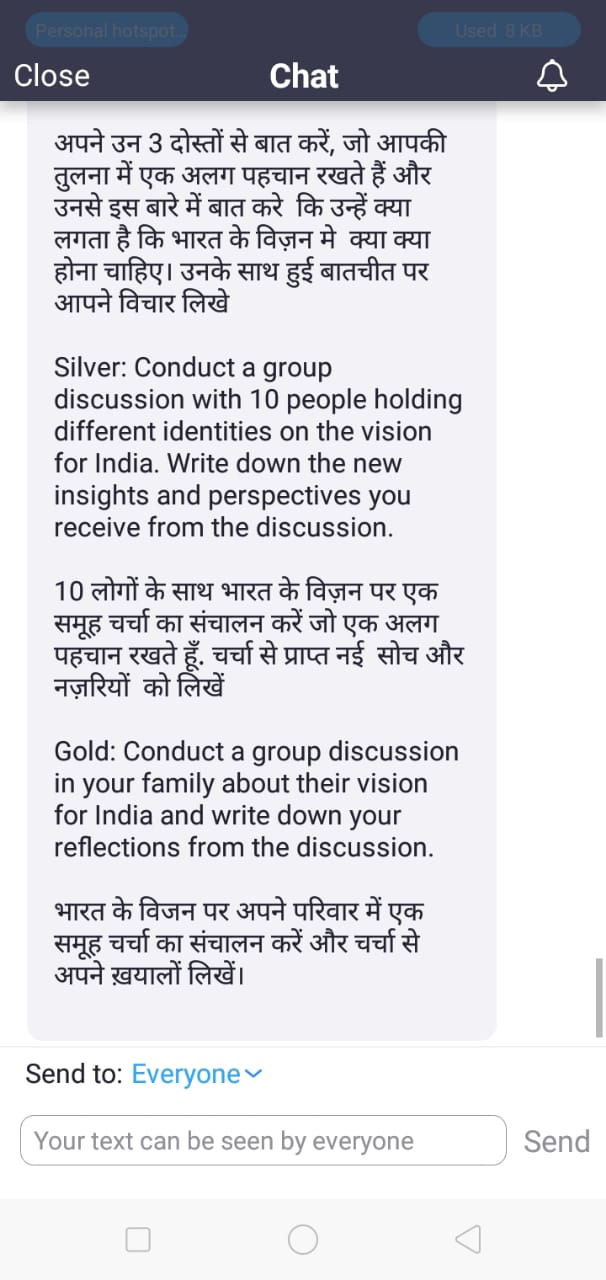 Personal hotspot... Used 8 KB
Close Chat
अपने उन 3 दोस्तों से बात करें, जो आपकी
तुलना में एक अलग पहचान रखते हैं और
उनसे इस बारे में बात करे कि उन्हें क्या
लगता है कि भारत के विज़न मे क्या क्या
होना चाहिए। उनके साथ हुई बातचीत पर
आपने विचार लिखे
Silver: Conduct a group
discussion with 10 people holding
different identities on the vision
for India. Write down the new
insights and perspectives you
receive from the discussion.
10 लोगों के साथ भारत के विज़न पर एक
समूह चर्चा का संचालन करें जो एक अलग
पहचान रखते हूँ. चर्चा से प्राप्त नई सोच और
नज़रियों को लिखें
Gold: Conduct a group discussion
in your family about their vision
for India and write down your
reflections from the discussion.
भारत के विजन पर अपने परिवार में एक
समूह चर्चा का संचालन करें और चर्चा से
अपने ख़यालों लिखें।
Send to: Everyone
Your text can be seen by everyone Send